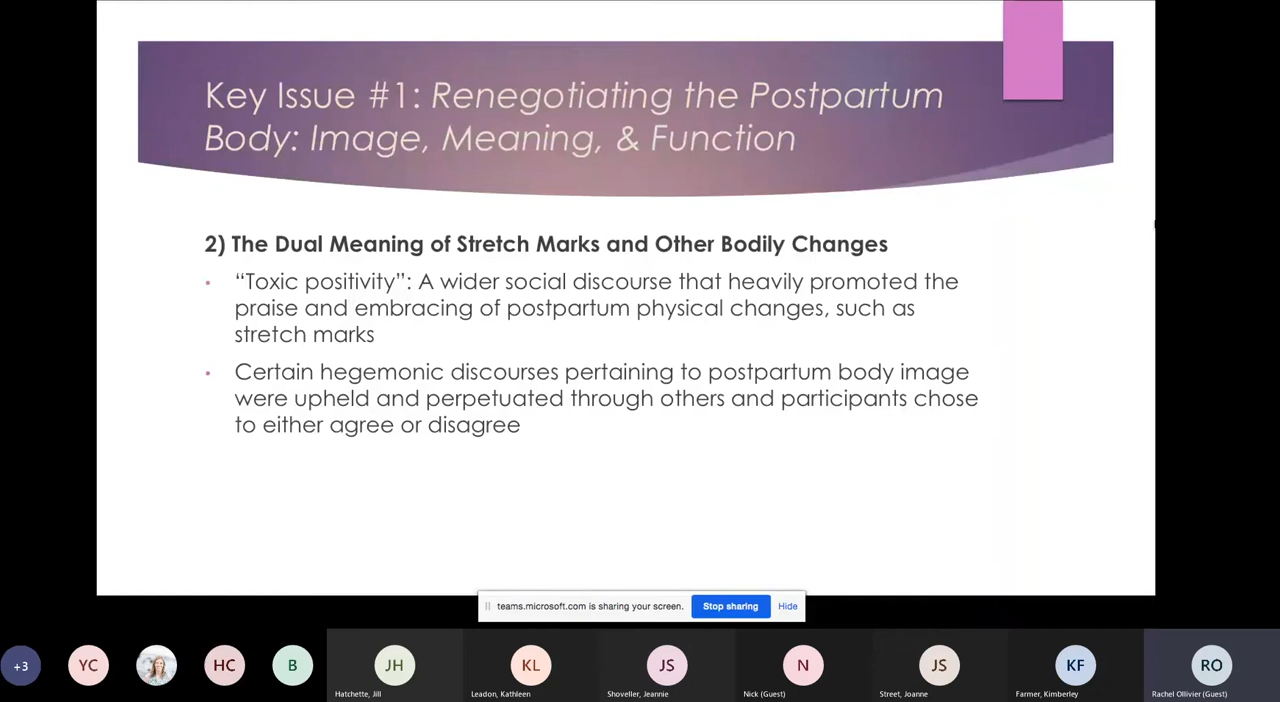 Key Issue #1: Renegotiating the Postpartum
Body: Image, Meaning, & Function
2) The Dual Meaning of Stretch Marks and Other Bodily Changes
• “Toxic positivity”: A wider social discourse that heavily promoted the
praise and embracing of postpartum physical changes, such as
stretch marks
• Certain hegemonic discourses pertaining to postpartum body image
were upheld and perpetuated through others and participants chose
to either agree or disagree
teams.microsoft.com is sharing your screen. Stop sharing Hide
+3 YC HC B JH KL JS N JS KF RO
Hatchette, Jill Leadon, Kathleen Shoveller, Jeannie Nick (Guest) Street, Joanne Farmer, Kimberley Rachel Ollivier (Guest)